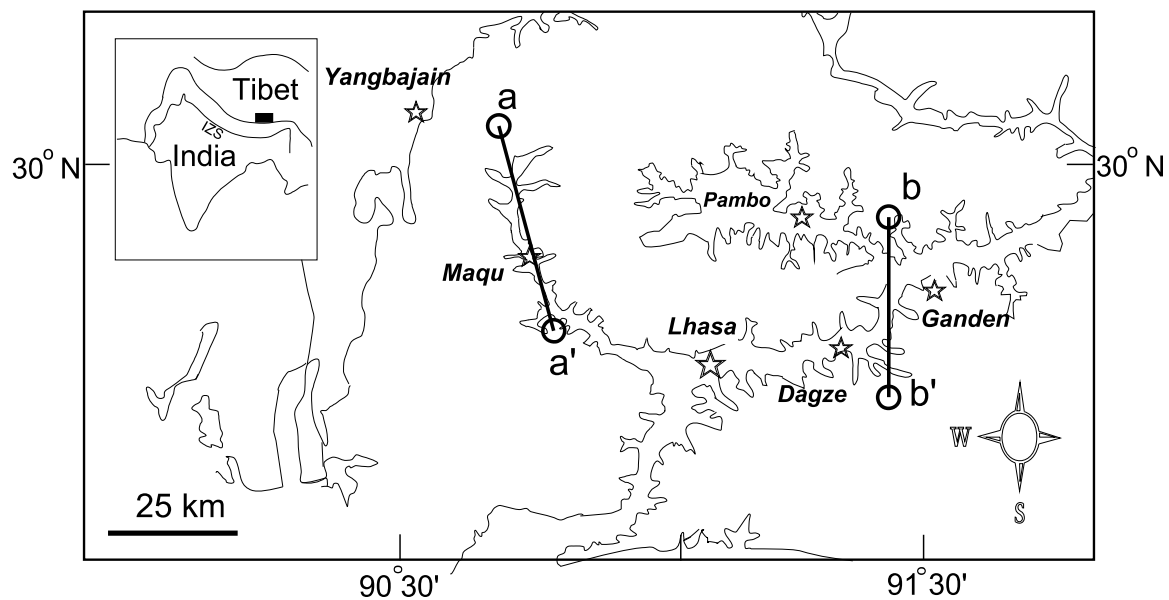 Yangbajain
a
Tibet
IZS
India
30° N
30° N
b
Pambo
Maqu
Ganden
Lhasa
a'
Dagze
b'
W
25 km
S
90°30'
91°30'